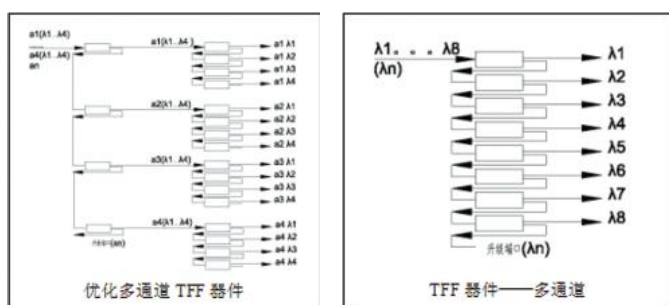 a1(λ1..λ4)
a4(λ1..λ4)
an
a1(λ1..λ4)
a1 λ1
a1 λ2
a1 λ3
a1 λ4
a2(λ1..λ4)
a2 λ1
a2 λ2
a2 λ3
a2 λ4
a3(λ1..λ4)
a3 λ1
a3 λ2
a3 λ3
a3 λ4
a4(λ1..λ4)
升级端口(an)
a4 λ1
a4 λ2
a4 λ3
a4 λ4
优化多通道 TFF 器件
λ1。。。λ8
(λn)
λ1
λ2
λ3
λ4
λ5
λ6
λ7
λ8
升级端口(λn)
TFF 器件——多通道